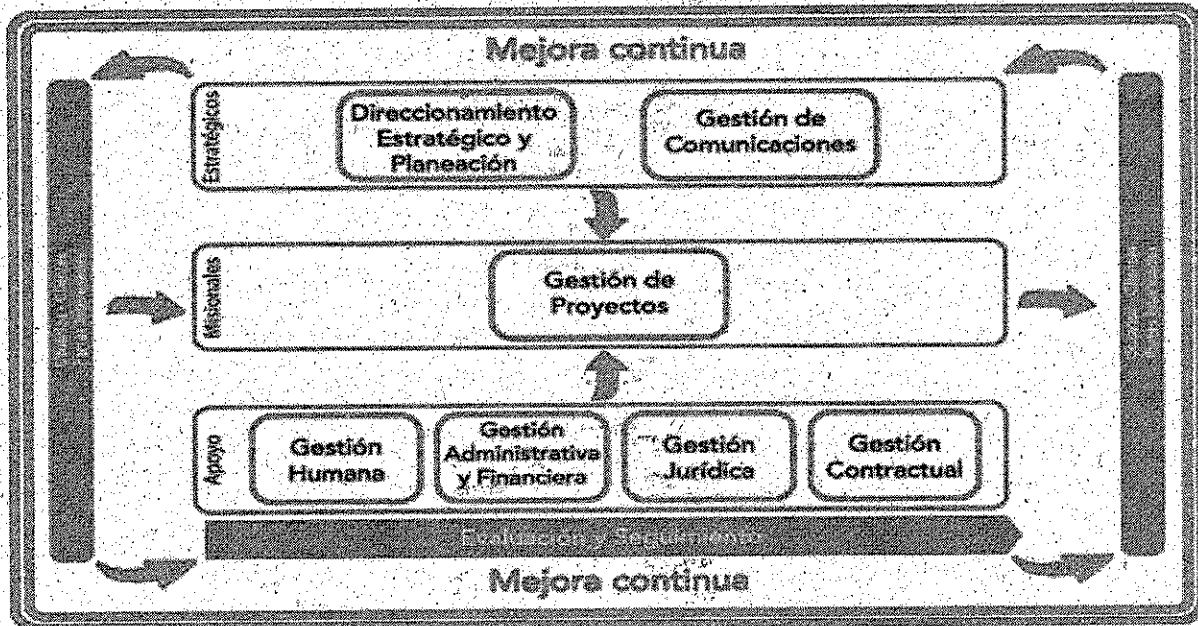 Mejora continua
Estratégicos
Direccionamiento
Estratégico y
Planeación
Gestión de
Comunicaciones
Misionales
Gestión de
Proyectos
Apoyo
Gestión
Humana
Gestión
Administrativa
y Financiera
Gestión
Jurídica
Gestión
Contractual
Evaluación y Seguimiento
Mejora continua